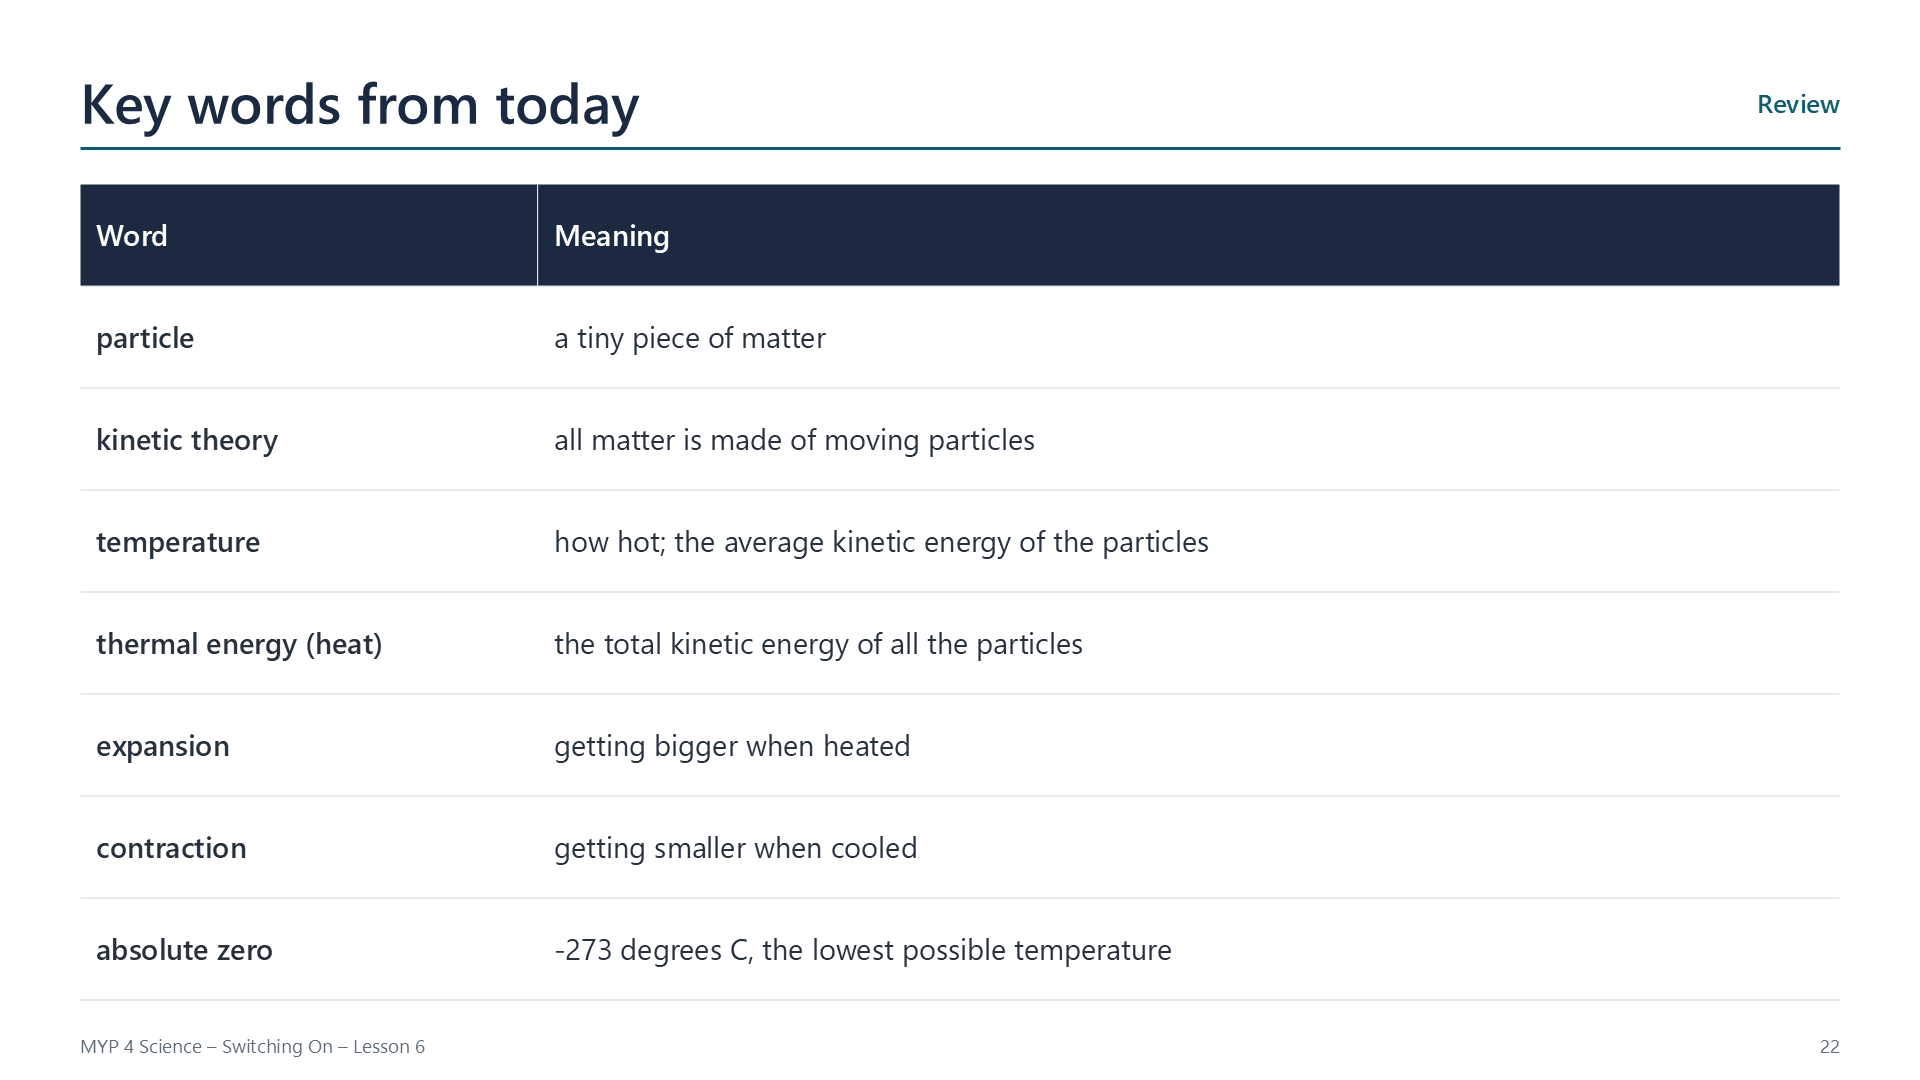 Key words from today
Review
Word
Meaning
particle
a tiny piece of matter
kinetic theory
all matter is made of moving particles
temperature
how hot; the average kinetic energy of the particles
thermal energy (heat)
the total kinetic energy of all the particles
expansion
getting bigger when heated
contraction
getting smaller when cooled
absolute zero
-273 degrees C, the lowest possible temperature
MYP 4 Science – Switching On – Lesson 6
22